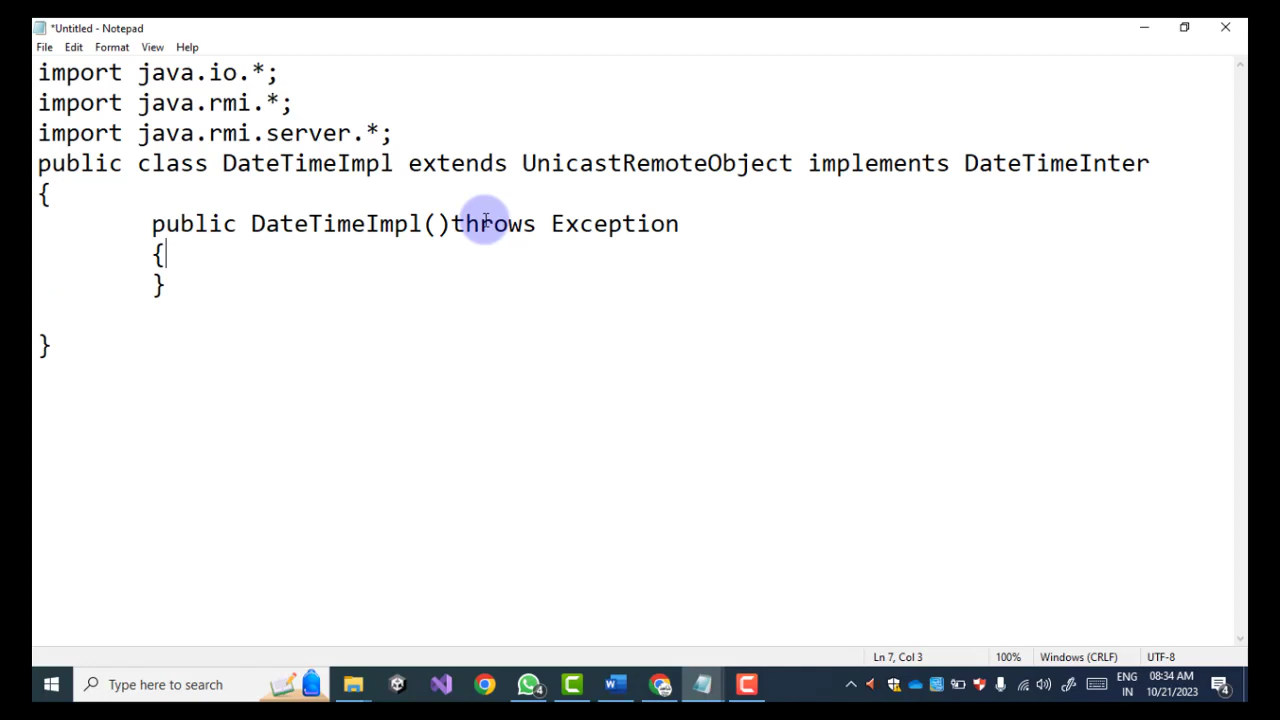 *Untitled - Notepad
File Edit Format View Help
import java.io.*;
import java.rmi.*;
import java.rmi.server.*;
public class DateTimeImpl extends UnicastRemoteObject implements DateTimeInter
{
public DateTimeImpl()throws Exception
{
}
}
Ln 7, Col 3 100% Windows (CRLF) UTF-8
Type here to search 4 ENG 08:34 AM
IN 10/21/2023 4